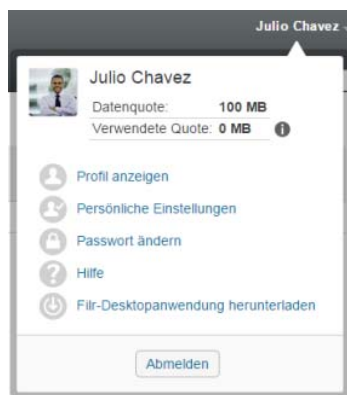 Julio Chavez
Julio Chavez
Datenquote: 100 MB
Verwendete Quote: 0 MB
Profil anzeigen
Persönliche Einstellungen
Passwort ändern
Hilfe
Filr-Desktopanwendung herunterladen
Abmelden